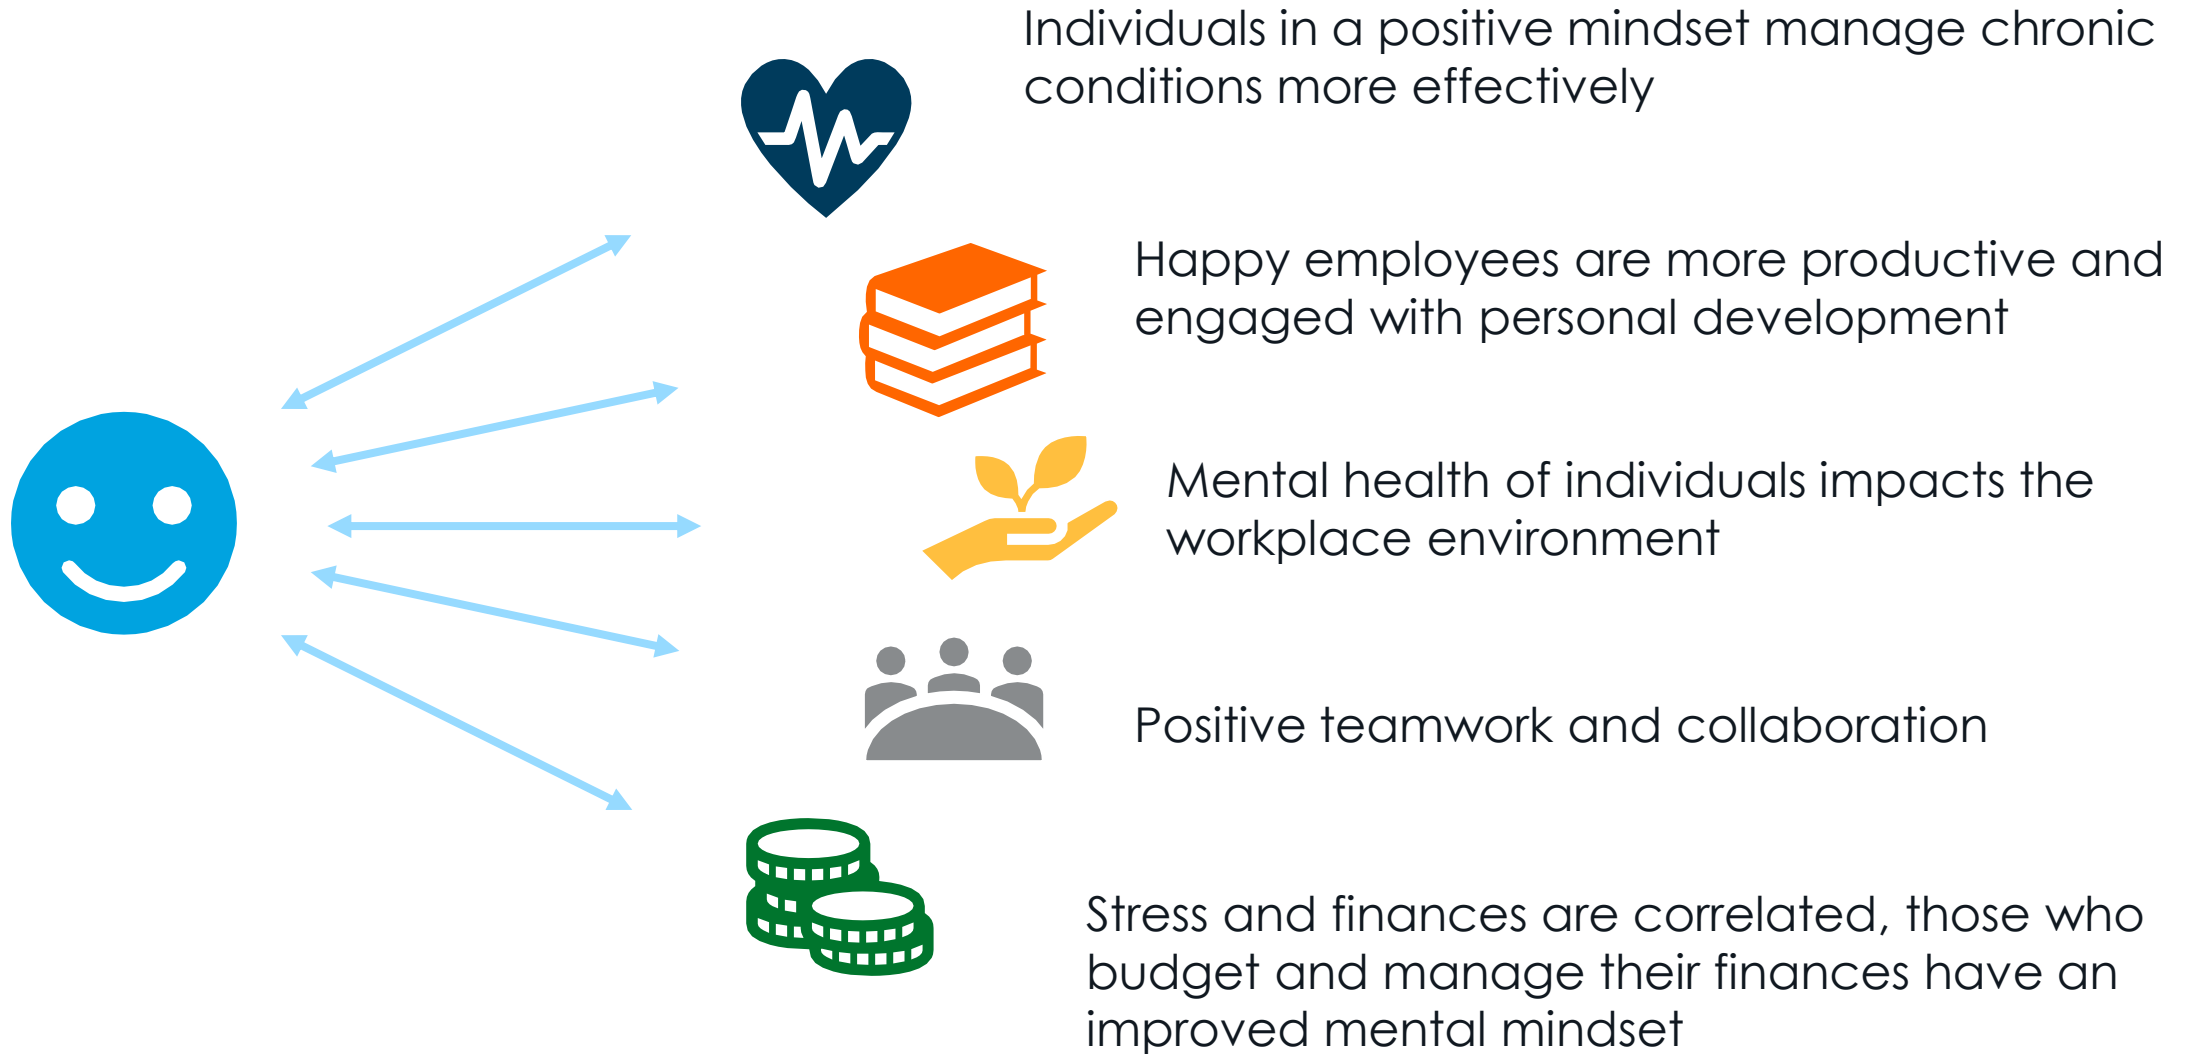 Individuals in a positive mindset manage chronic
conditions more effectively
Happy employees are more productive and
engaged with personal development
Mental health of individuals impacts the
workplace environment
Positive teamwork and collaboration
Stress and finances are correlated, those who
budget and manage their finances have an
improved mental mindset